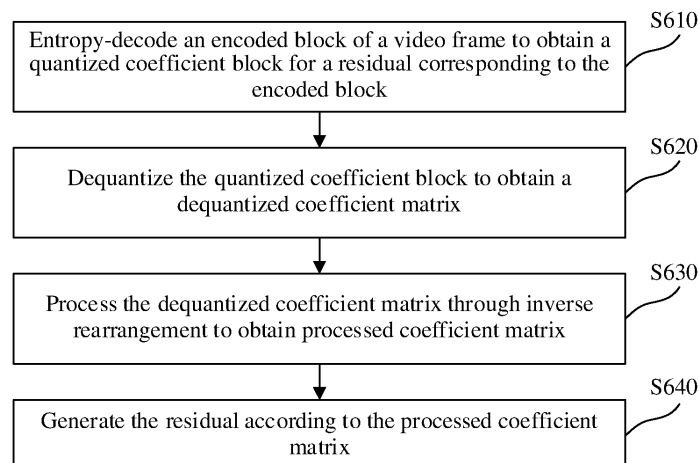 S610
Entropy-decode an encoded block of a video frame to obtain a
quantized coefficient block for a residual corresponding to the
encoded block
S620
Dequantize the quantized coefficient block to obtain a
dequantized coefficient matrix
S630
Process the dequantized coefficient matrix through inverse
rearrangement to obtain processed coefficient matrix
S640
Generate the residual according to the processed coefficient
matrix